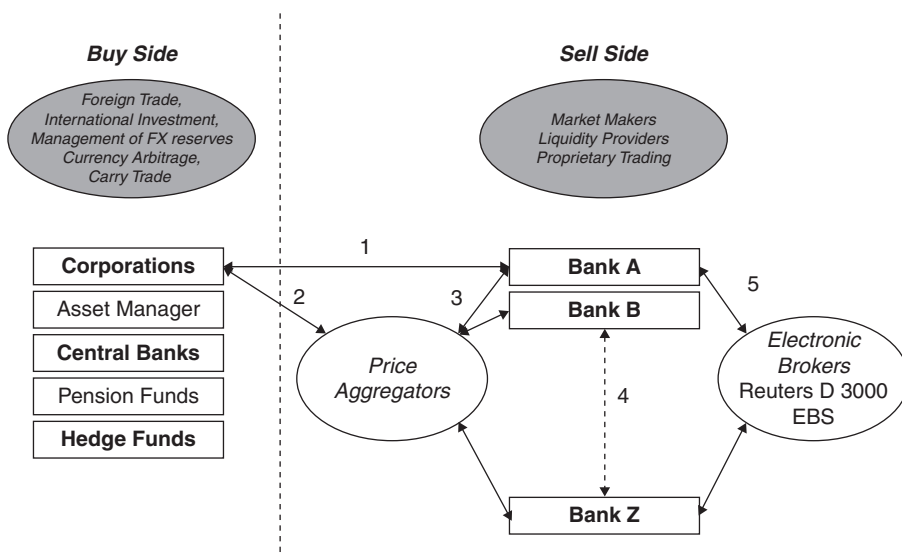 Buy Side
Foreign Trade,
International Investment,
Management of FX reserves
Currency Arbitrage,
Carry Trade
Sell Side
Market Makers
Liquidity Providers
Proprietary Trading
Corporations
Asset Manager
Central Banks
Pension Funds
Hedge Funds
1
2
3
Price
Aggregators
Bank A
Bank B
4
Bank Z
5
Electronic
Brokers
Reuters D 3000
EBS